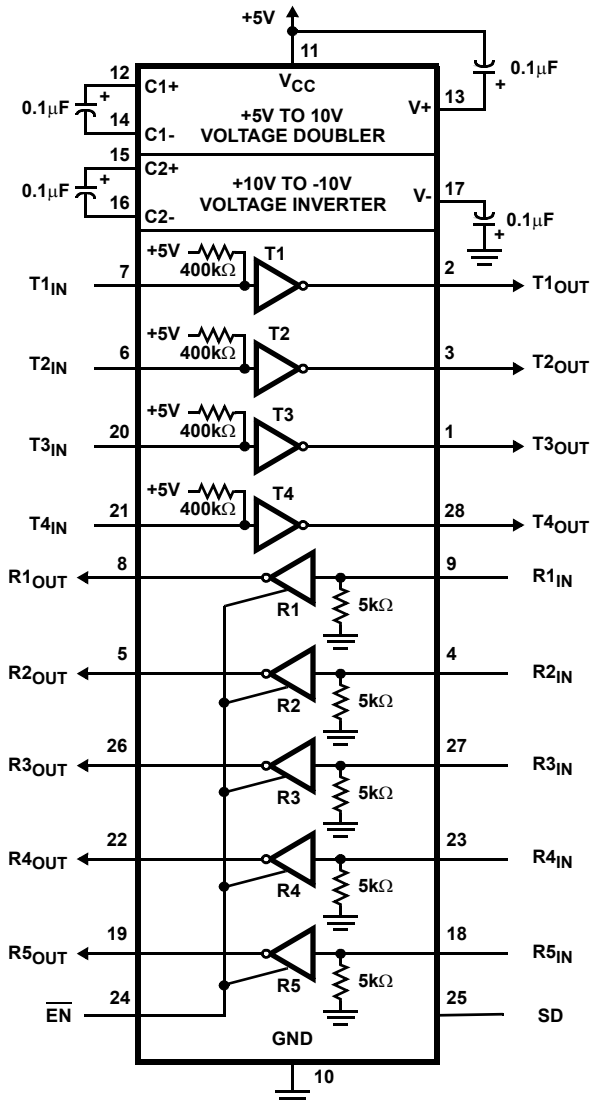 +5V
11
12
C1+
VCC
0.1μF
+
+
0.1μF
13
V+
+5V TO 10V
VOLTAGE DOUBLER
14
C1-
15
C2+
0.1μF
+
+10V TO -10V
VOLTAGE INVERTER
16
C2-
17
V-
0.1μF
+
+5V
400kΩ
T1
T1IN
7
2
T1OUT
+5V
400kΩ
T2
T2IN
6
3
T2OUT
+5V
400kΩ
T3
T3IN
20
1
T3OUT
+5V
400kΩ
T4
T4IN
21
28
T4OUT
R1OUT
8
9
R1IN
R1
5kΩ
R2OUT
5
4
R2IN
R2
5kΩ
R3OUT
26
27
R3IN
R3
5kΩ
R4OUT
22
23
R4IN
R4
5kΩ
R5OUT
19
18
R5IN
R5
5kΩ
24
25
E̅N̅
SD
GND
10